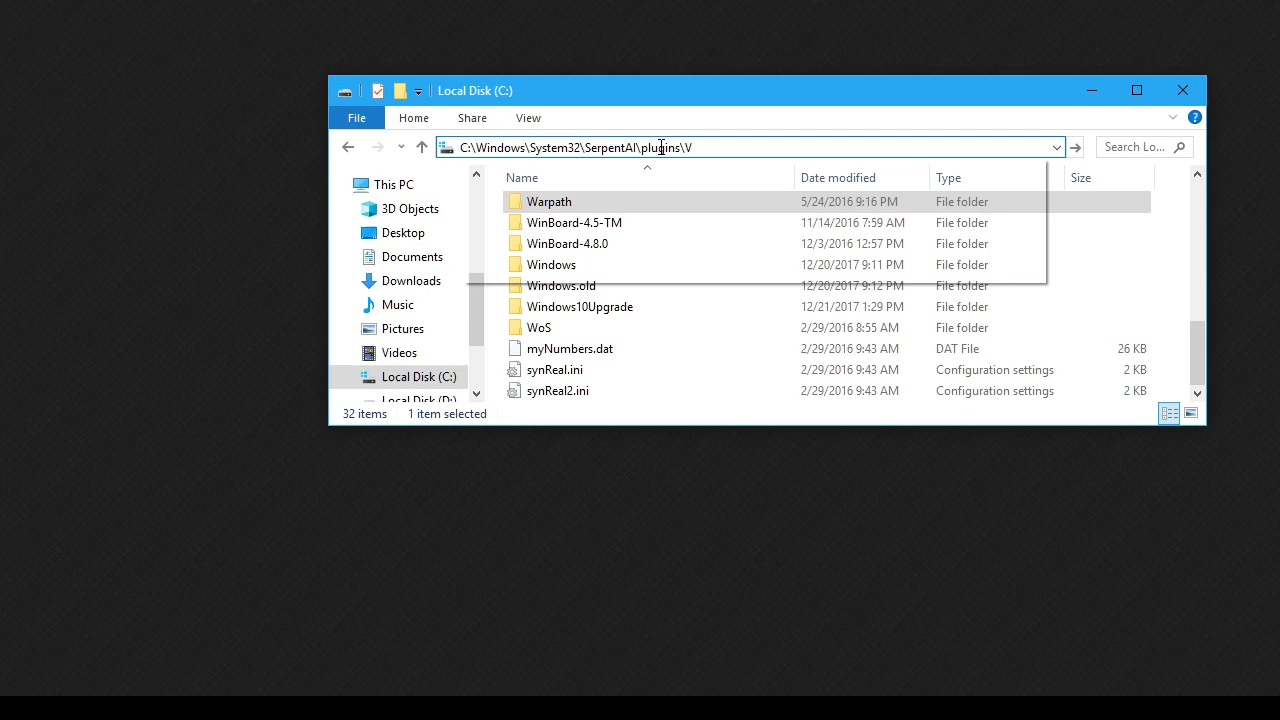 Local Disk (C:)
File Home Share View
C:\Windows\System32\SerpentAI\plugins\V
Search Lo...
This PC
3D Objects
Desktop
Documents
Downloads
Music
Pictures
Videos
Local Disk (C:)
Local Disk (D:)
Name Date modified Type Size
Warpath 5/24/2016 9:16 PM File folder
WinBoard-4.5-TM 11/14/2016 7:59 AM File folder
WinBoard-4.8.0 12/3/2016 12:57 PM File folder
Windows 12/20/2017 9:11 PM File folder
Windows.old 12/20/2017 9:12 PM File folder
Windows10Upgrade 12/21/2017 1:29 PM File folder
WoS 2/29/2016 8:55 AM File folder
myNumbers.dat 2/29/2016 9:43 AM DAT File 26 KB
synReal.ini 2/29/2016 9:43 AM Configuration settings 2 KB
synReal2.ini 2/29/2016 9:43 AM Configuration settings 2 KB
32 items 1 item selected